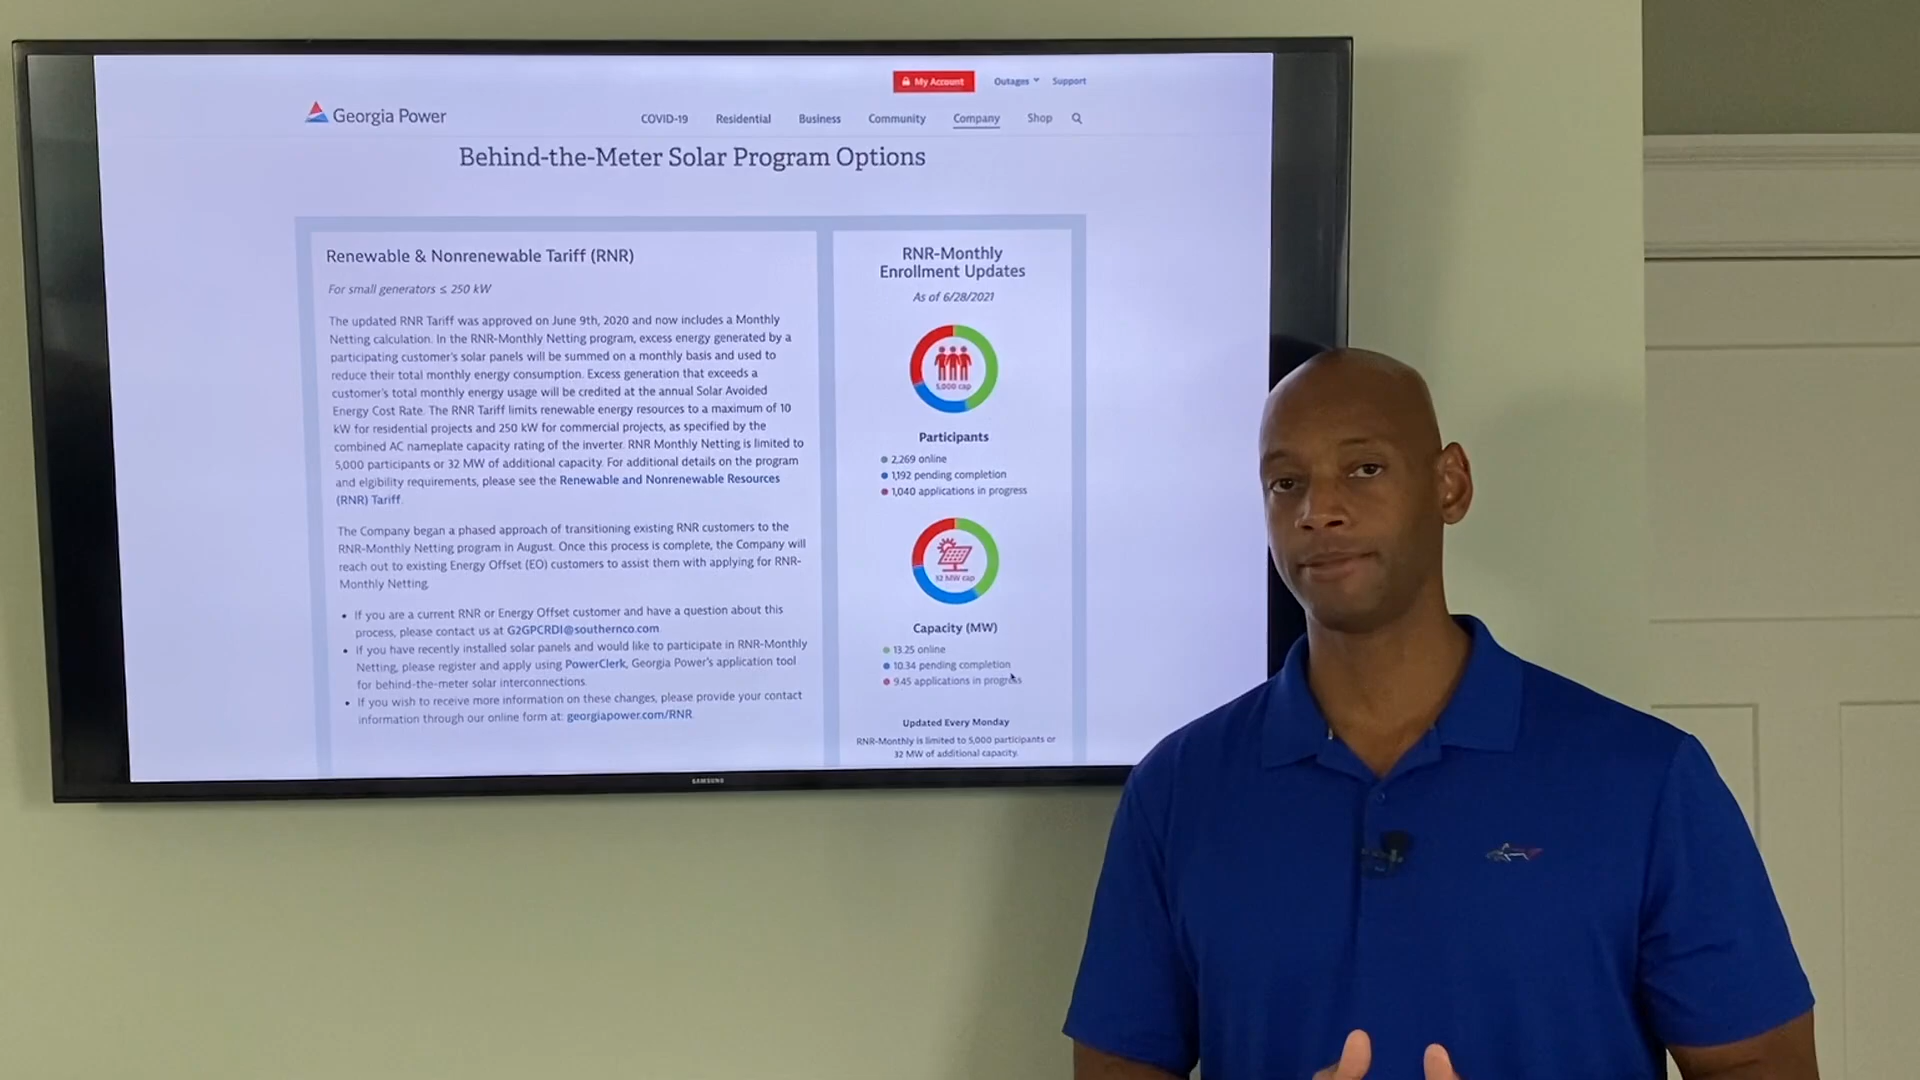 My Account
Outages
Support
Georgia Power
COVID-19
Residential
Business
Community
Company
Shop
Behind-the-Meter Solar Program Options
Renewable & Nonrenewable Tariff (RNR)
For small generators ≤ 250 kW
The updated RNR Tariff was approved on June 9th, 2020 and now includes a Monthly
Netting calculation. In the RNR-Monthly Netting program, excess energy generated by a
participating customer's solar panels will be summed on a monthly basis and used to
reduce their total monthly energy consumption. Excess generation that exceeds a
customer's total monthly energy usage will be credited at the annual Solar Avoided
Energy Cost Rate. The RNR Tariff limits renewable energy resources to a maximum of 10
kW for residential projects and 250 kW for commercial projects, as specified by the
combined AC nameplate capacity rating of the inverter. RNR Monthly Netting is limited to
5,000 participants or 32 MW of additional capacity. For additional details on the program
and elgibility requirements, please see the Renewable and Nonrenewable Resources
(RNR) Tariff.
The Company began a phased approach of transitioning existing RNR customers to the
RNR-Monthly Netting program in August. Once this process is complete, the Company will
reach out to existing Energy Offset (EO) customers to assist them with applying for RNR-
Monthly Netting.
• If you are a current RNR or Energy Offset customer and have a question about this
process, please contact us at G2GPCRDI@southernco.com
• if you have recently installed solar panels and would like to participate in RNR-Monthly
Netting, please register and apply using PowerClerk, Georgia Power's application tool
for behind-the-meter solar interconnections.
• If you wish to receive more information on these changes, please provide your contact
information through our online form at: georgiapower.com/RNR
RNR-Monthly
Enrollment Updates
As of 6/28/2021
5,000 cap
Participants
2,269 online
1,192 pending completion
1,040 applications in progress
32 MW cap
Capacity (MW)
13.25 online
10.34 pending completion
9.45 applications in progress
Updated Every Monday
RNR-Monthly is limited to 5,000 participants or
32 MW of additional capacity.
SAMSUNG